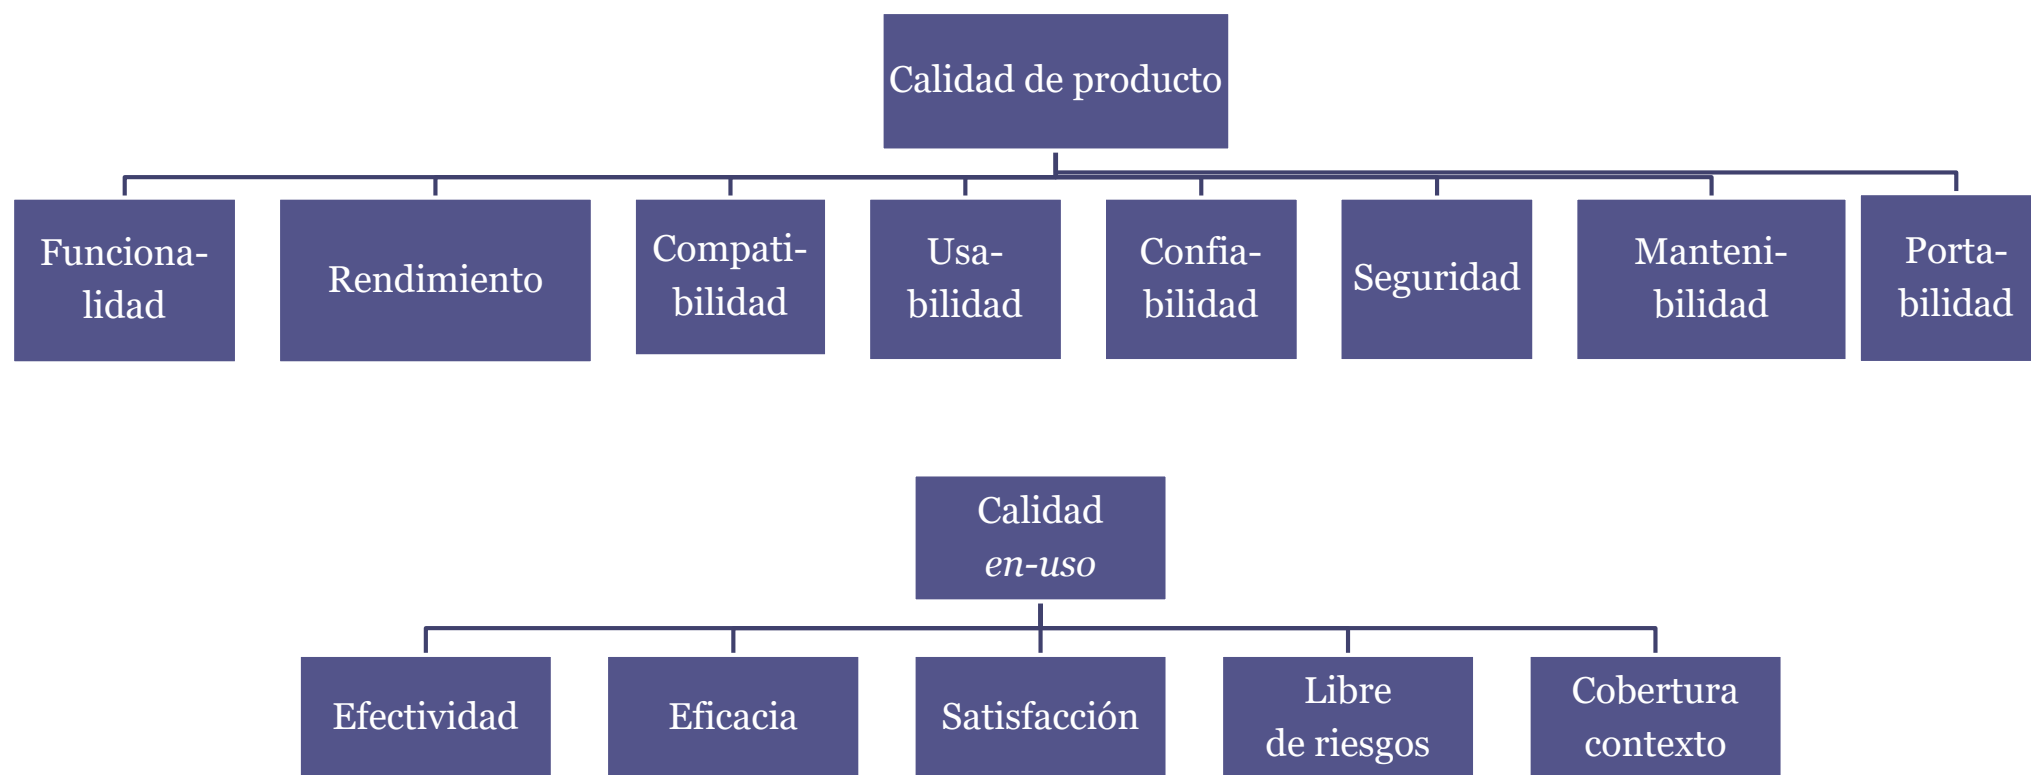 Calidad de producto
Funciona-
lidad
Rendimiento
Compati-
bilidad
Usa-
bilidad
Confia-
bilidad
Seguridad
Manteni-
bilidad
Porta-
bilidad
Calidad
en-uso
Efectividad
Eficacia
Satisfacción
Libre
de riesgos
Cobertura
contexto